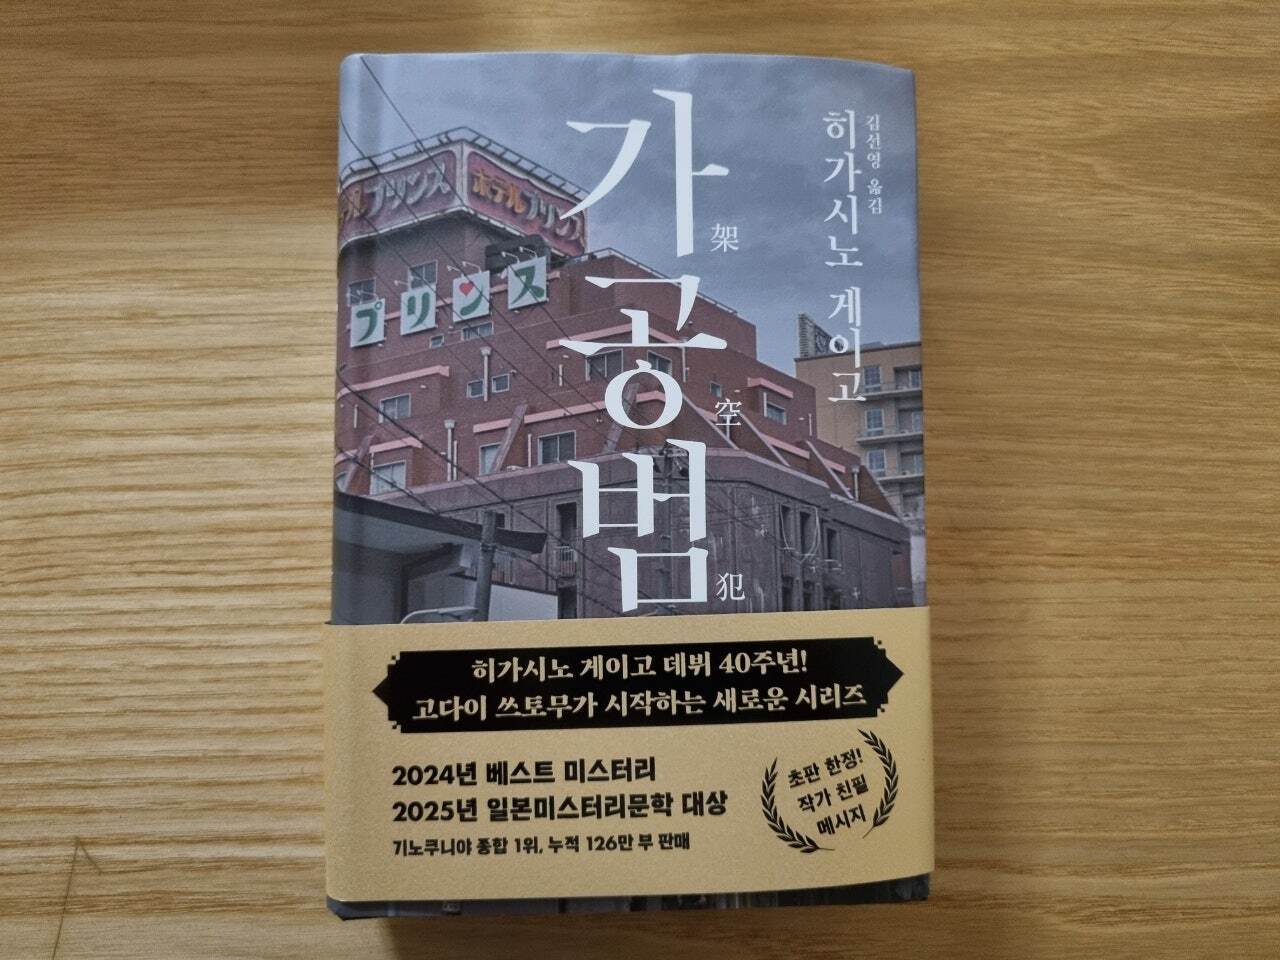 가공범
架空犯
히가시노 게이고
김선영 옮김
ホテルプリンス
ホテルプリンス
プリンス
히가시노 게이고 데뷔 40주년!
고다이 쓰토무가 시작하는 새로운 시리즈
2024년 베스트 미스터리
2025년 일본미스터리문학 대상
기노쿠니야 종합 1위, 누적 126만 부 판매
초판 한정!
작가 친필
메시지